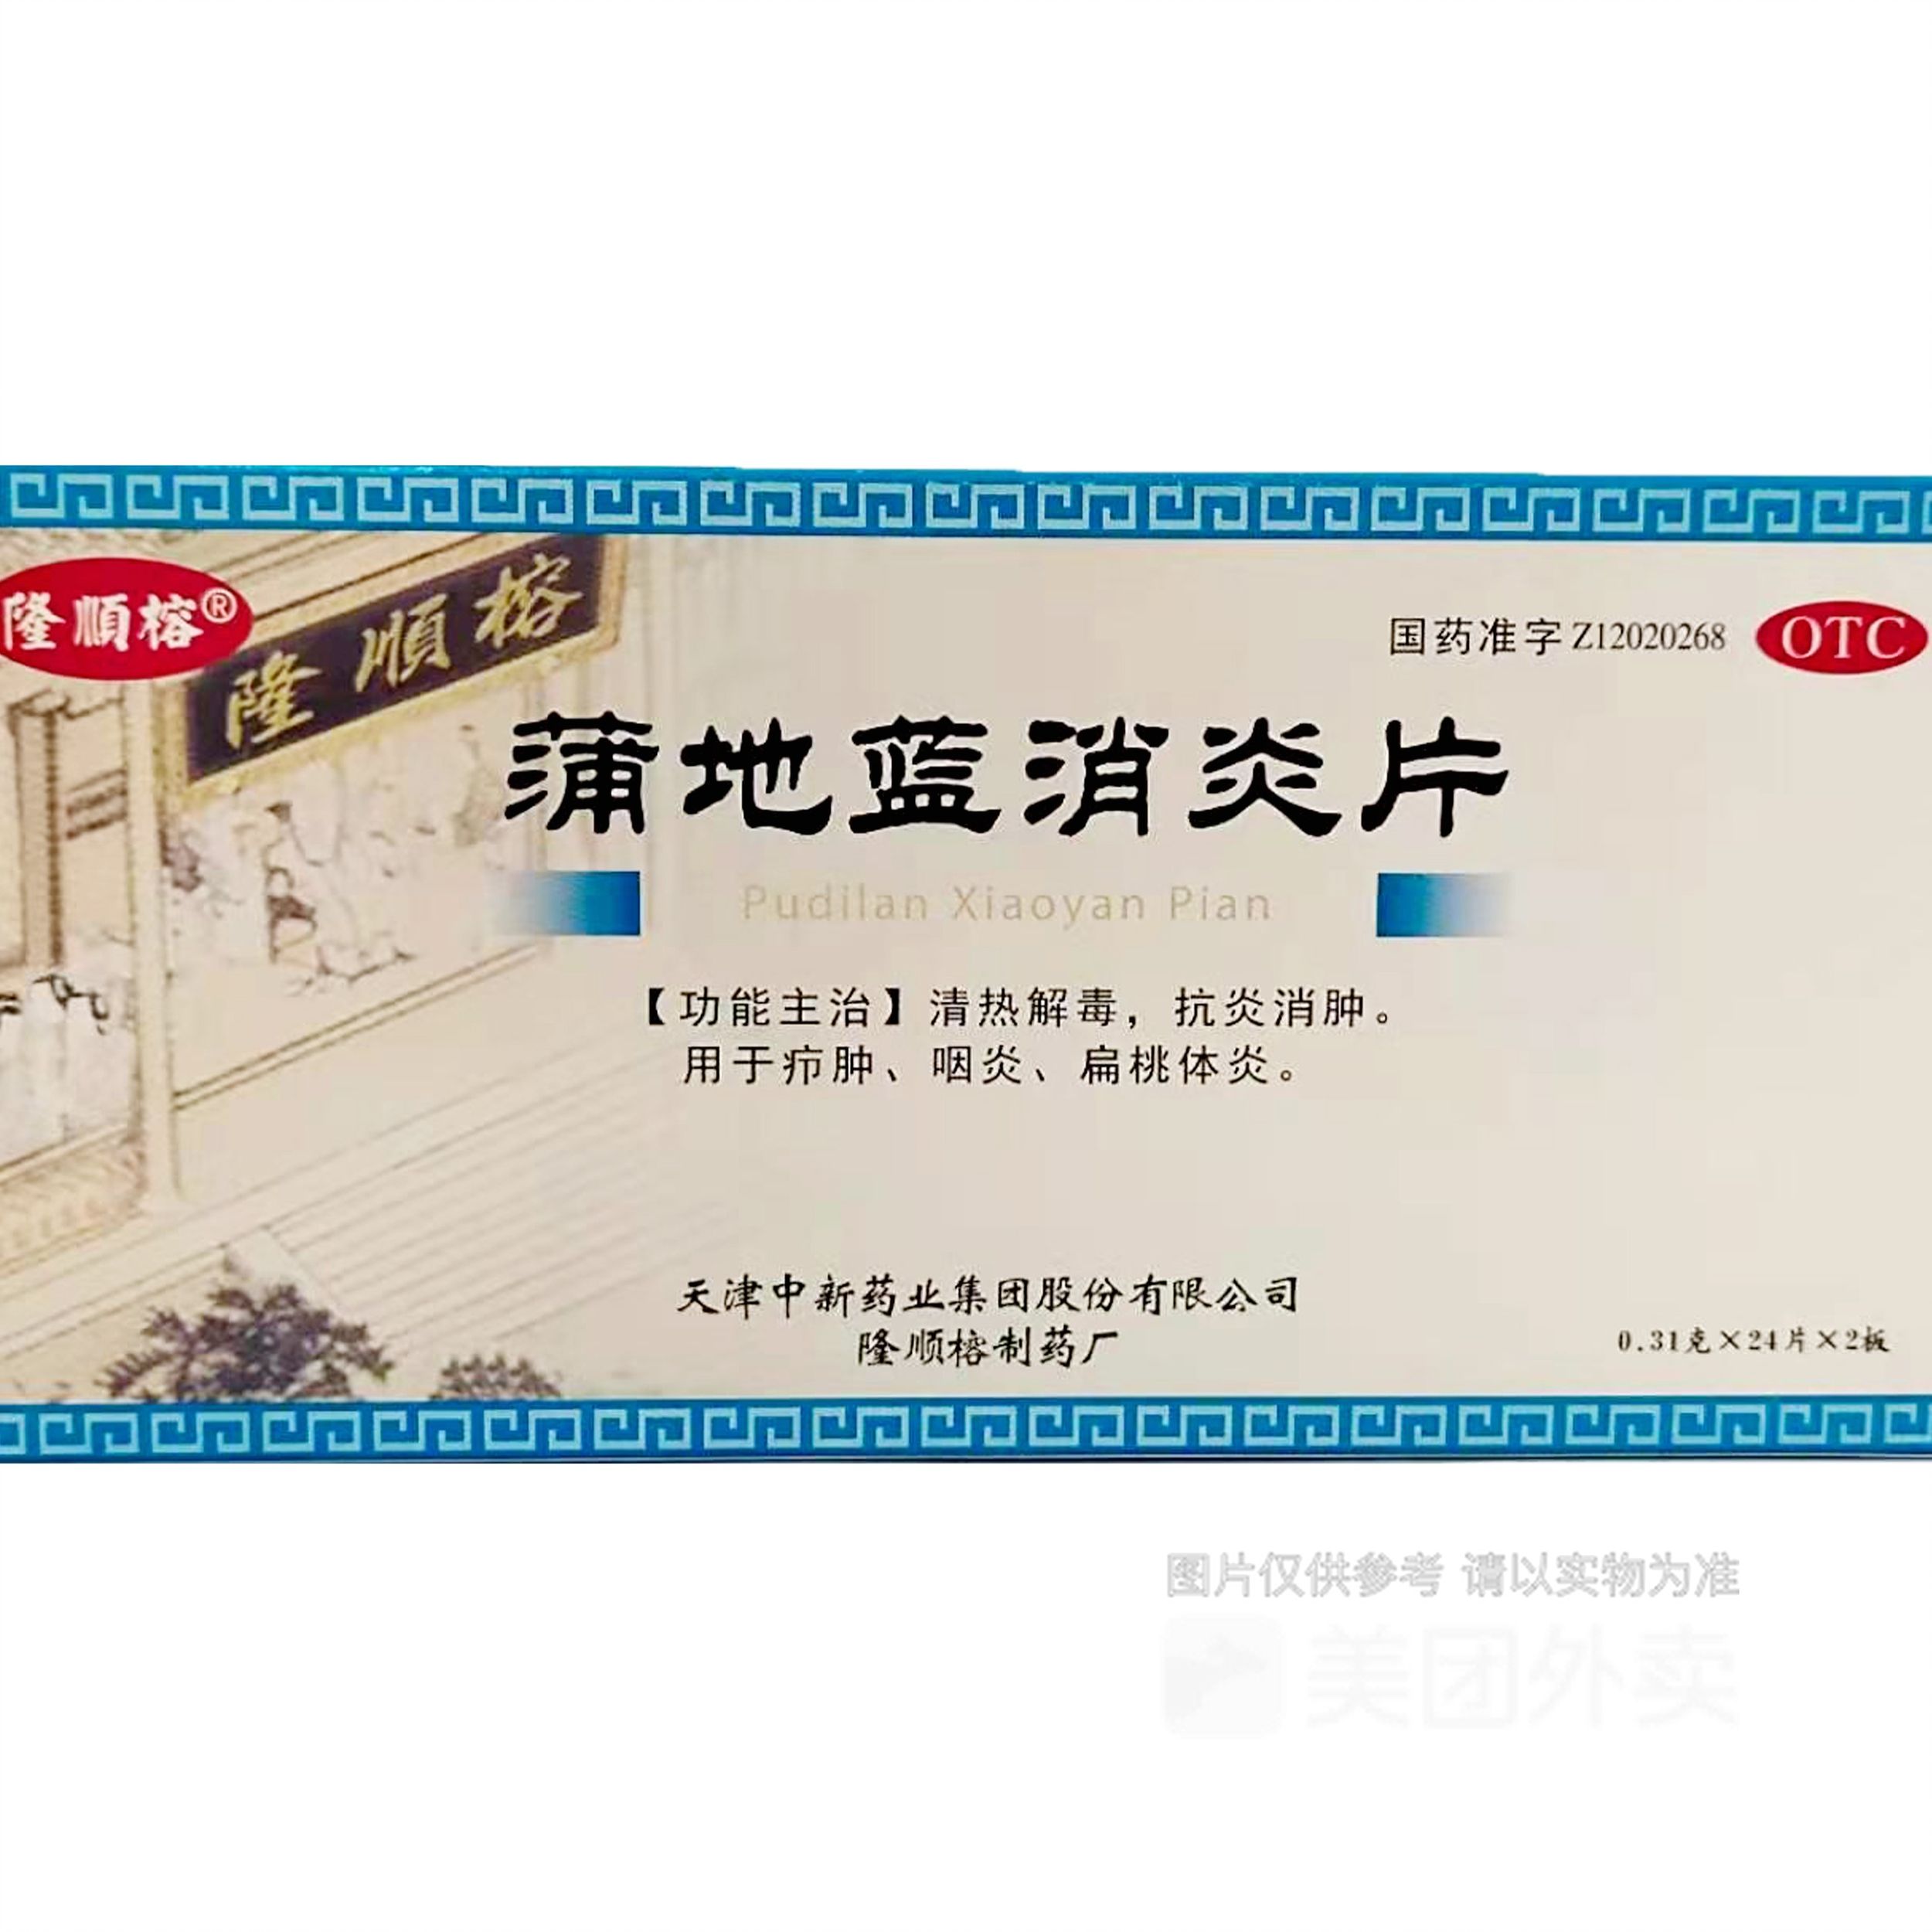 隆順榕®
隆順榕
国药准字Z12020268
OTC
蒲地蓝消炎片
Pudilan Xiaoyan Pian
【功能主治】清热解毒，抗炎消肿。
用于疖肿、咽炎、扁桃体炎。
天津中新药业集团股份有限公司
隆顺榕制药厂
0.31克×24片×2板
图片仅供参考 请以实物为准
美团外卖